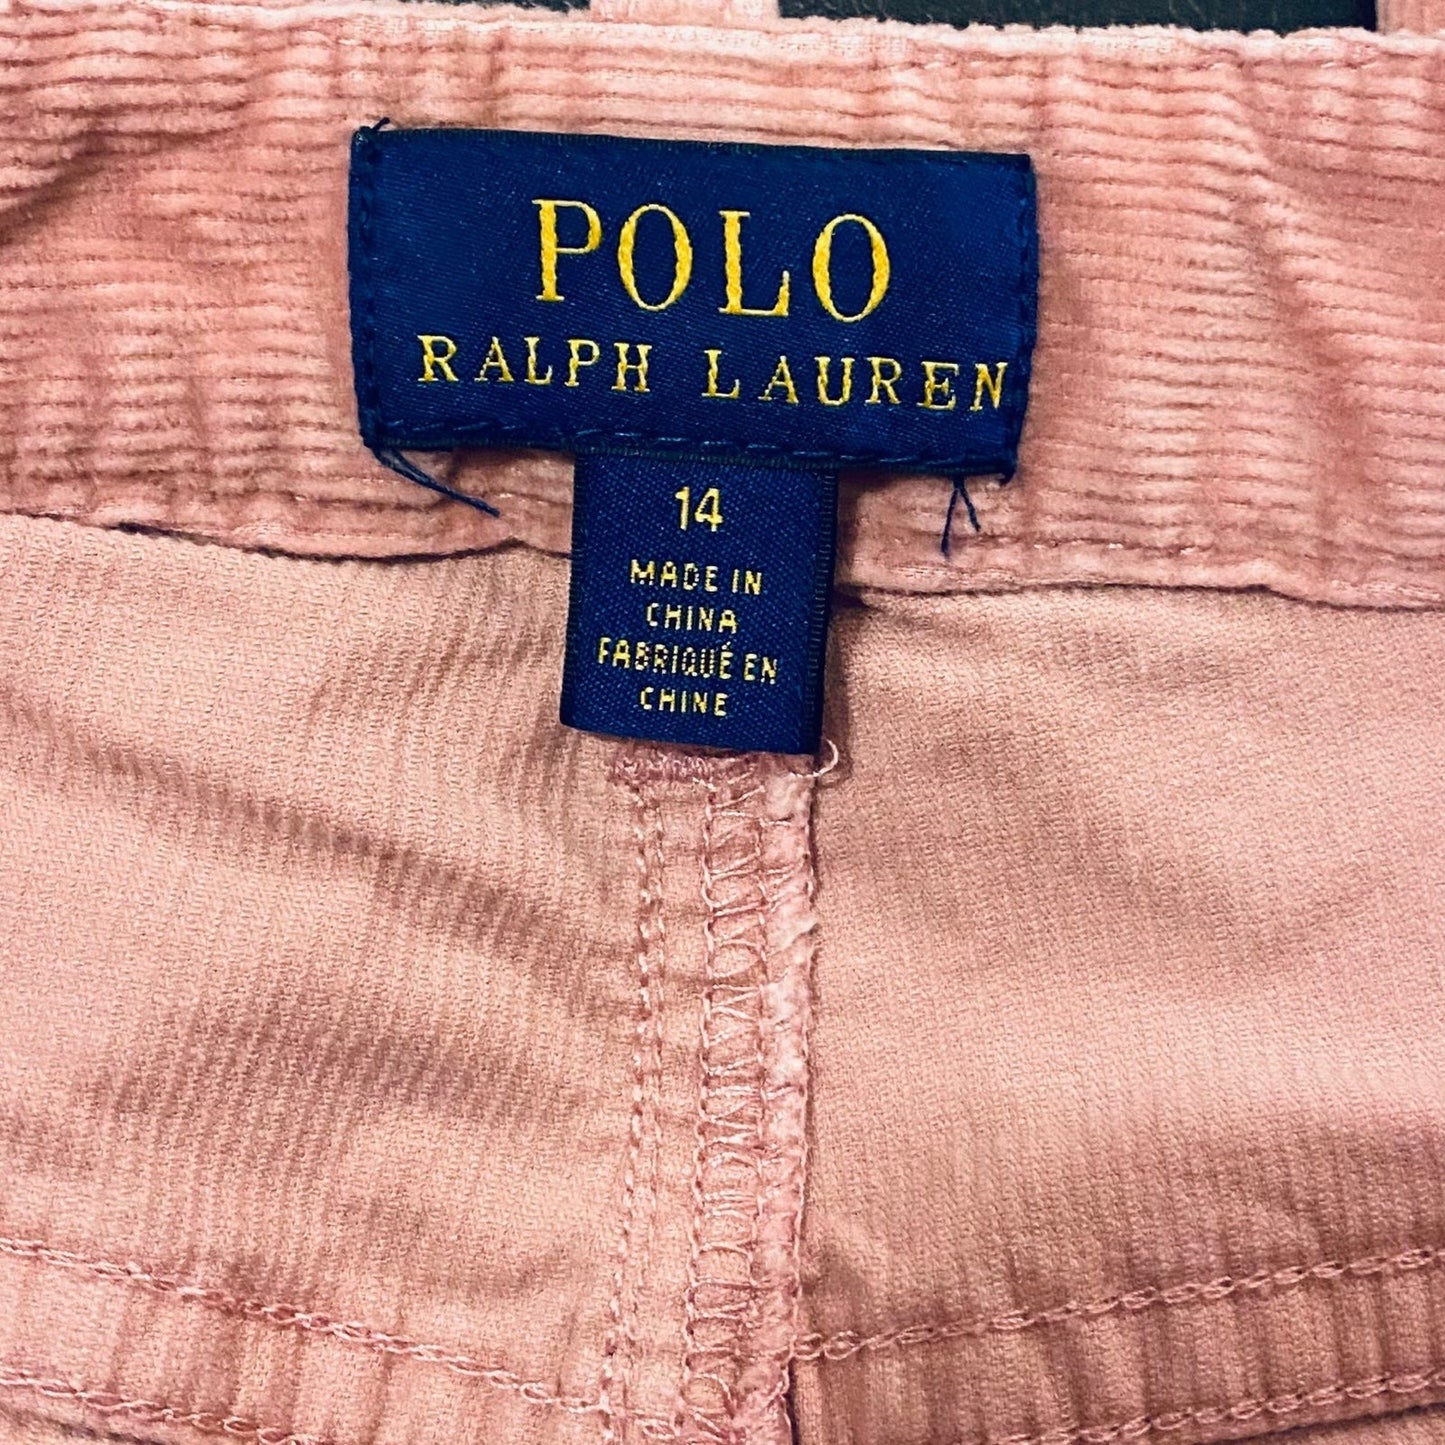 POLO
RALPH LAUREN
14
MADE IN
CHINA
FABRIQUÉ EN
CHINE